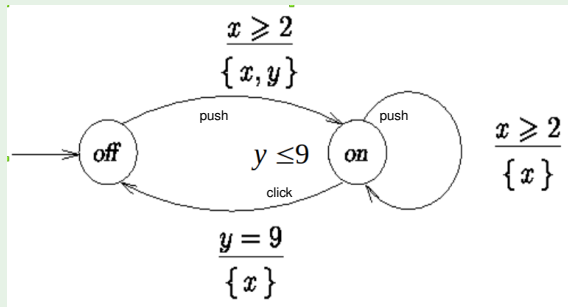 x ⩾ 2
{ x, y }
push
push
off
y ≤9
on
x ⩾ 2
{ x }
click
y = 9
{ x }